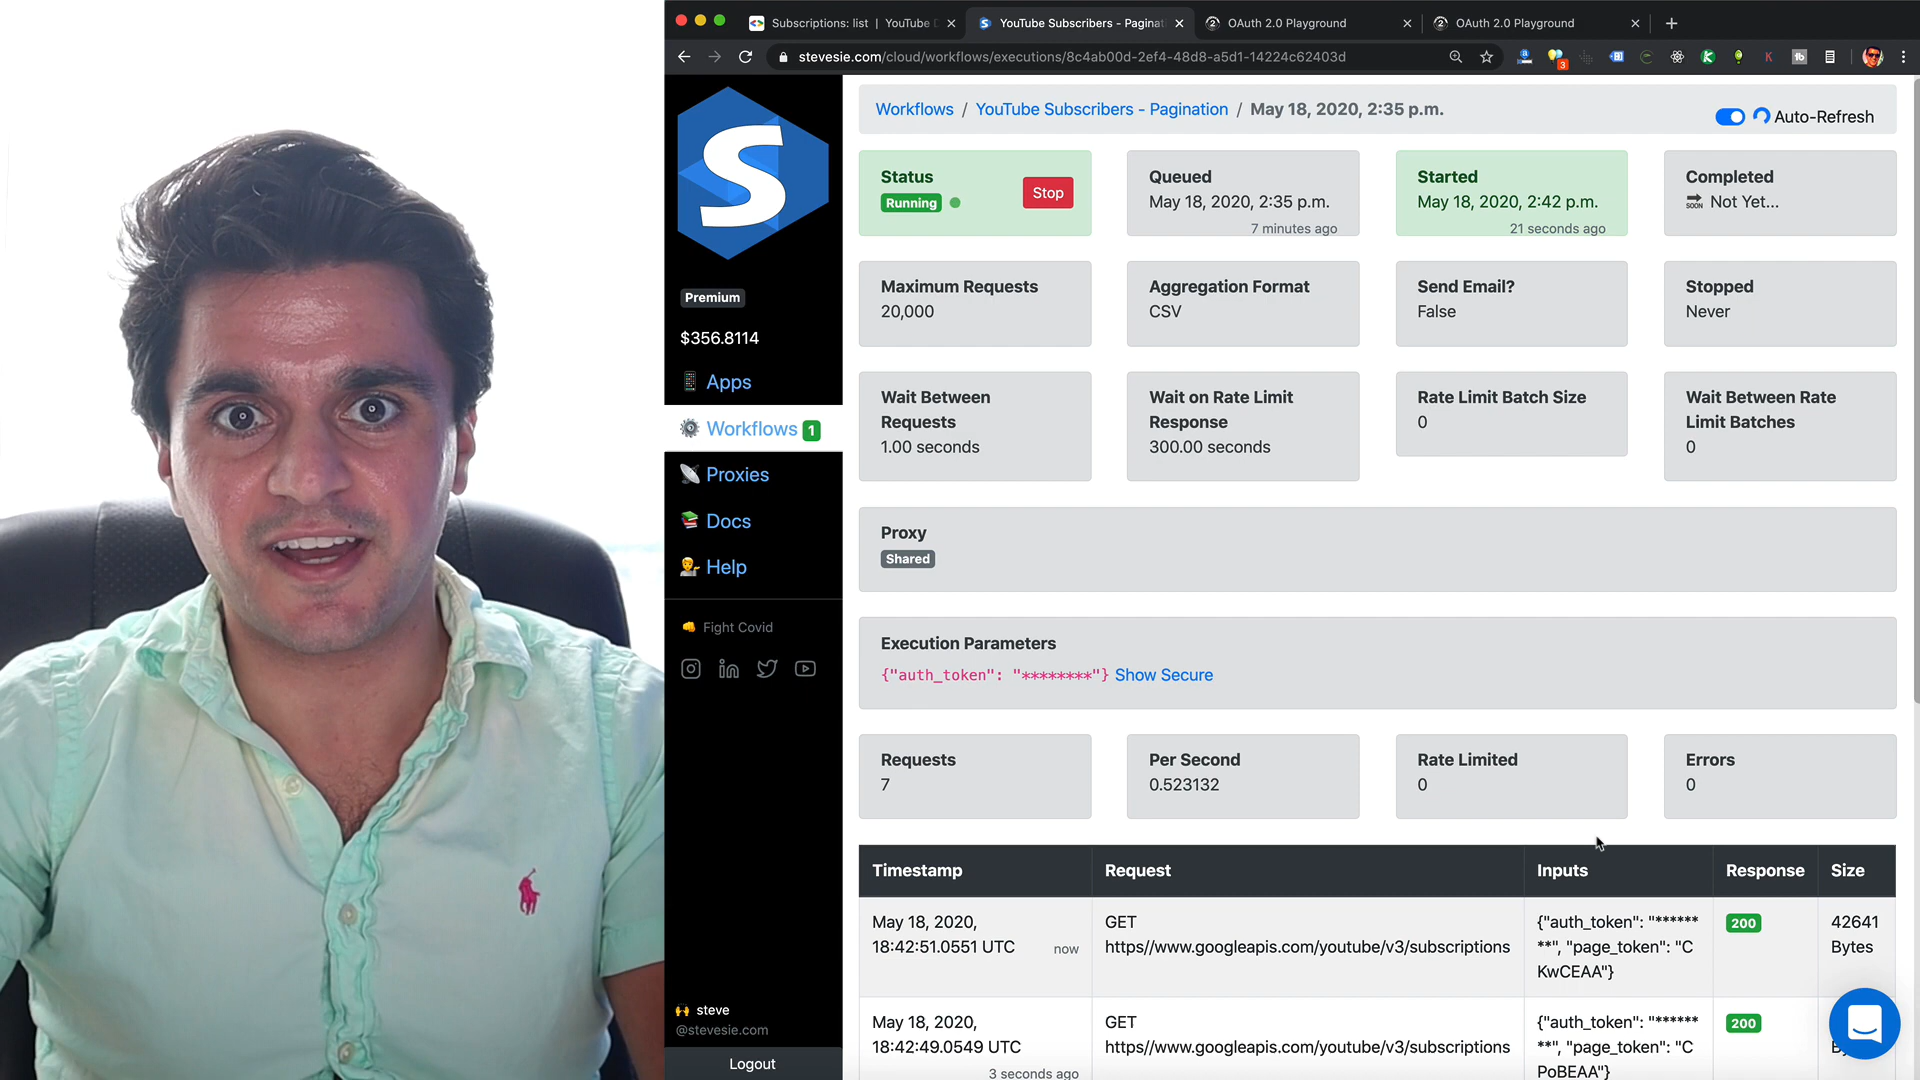 Subscriptions: list | YouTube D
YouTube Subscribers - Paginat
OAuth 2.0 Playground
OAuth 2.0 Playground
stevesie.com/cloud/workflows/executions/8c4ab00d-2ef4-48d8-a5d1-14224c62403d
3
S
Premium
$356.8114
Apps
Workflows 1
Proxies
Docs
Help
Fight Covid
steve
@stevesie.com
Logout
Workflows / YouTube Subscribers - Pagination / May 18, 2020, 2:35 p.m.
Auto-Refresh
Status
Running
Stop
Queued
May 18, 2020, 2:35 p.m.
7 minutes ago
Started
May 18, 2020, 2:42 p.m.
21 seconds ago
Completed
SOON Not Yet...
Maximum Requests
20,000
Aggregation Format
CSV
Send Email?
False
Stopped
Never
Wait Between
Requests
1.00 seconds
Wait on Rate Limit
Response
300.00 seconds
Rate Limit Batch Size
0
Wait Between Rate
Limit Batches
0
Proxy
Shared
Execution Parameters
{"auth_token": "********"} Show Secure
Requests
7
Per Second
0.523132
Rate Limited
0
Errors
0
Timestamp
Request
Inputs
Response
Size
May 18, 2020,
18:42:51.0551 UTC
now
GET
https//www.googleapis.com/youtube/v3/subscriptions
{"auth_token": "******
**", "page_token": "C
KwCEAA"}
200
42641
Bytes
May 18, 2020,
18:42:49.0549 UTC
3 seconds ago
GET
https//www.googleapis.com/youtube/v3/subscriptions
{"auth_token": "******
**", "page_token": "C
PoBEAA"}
200